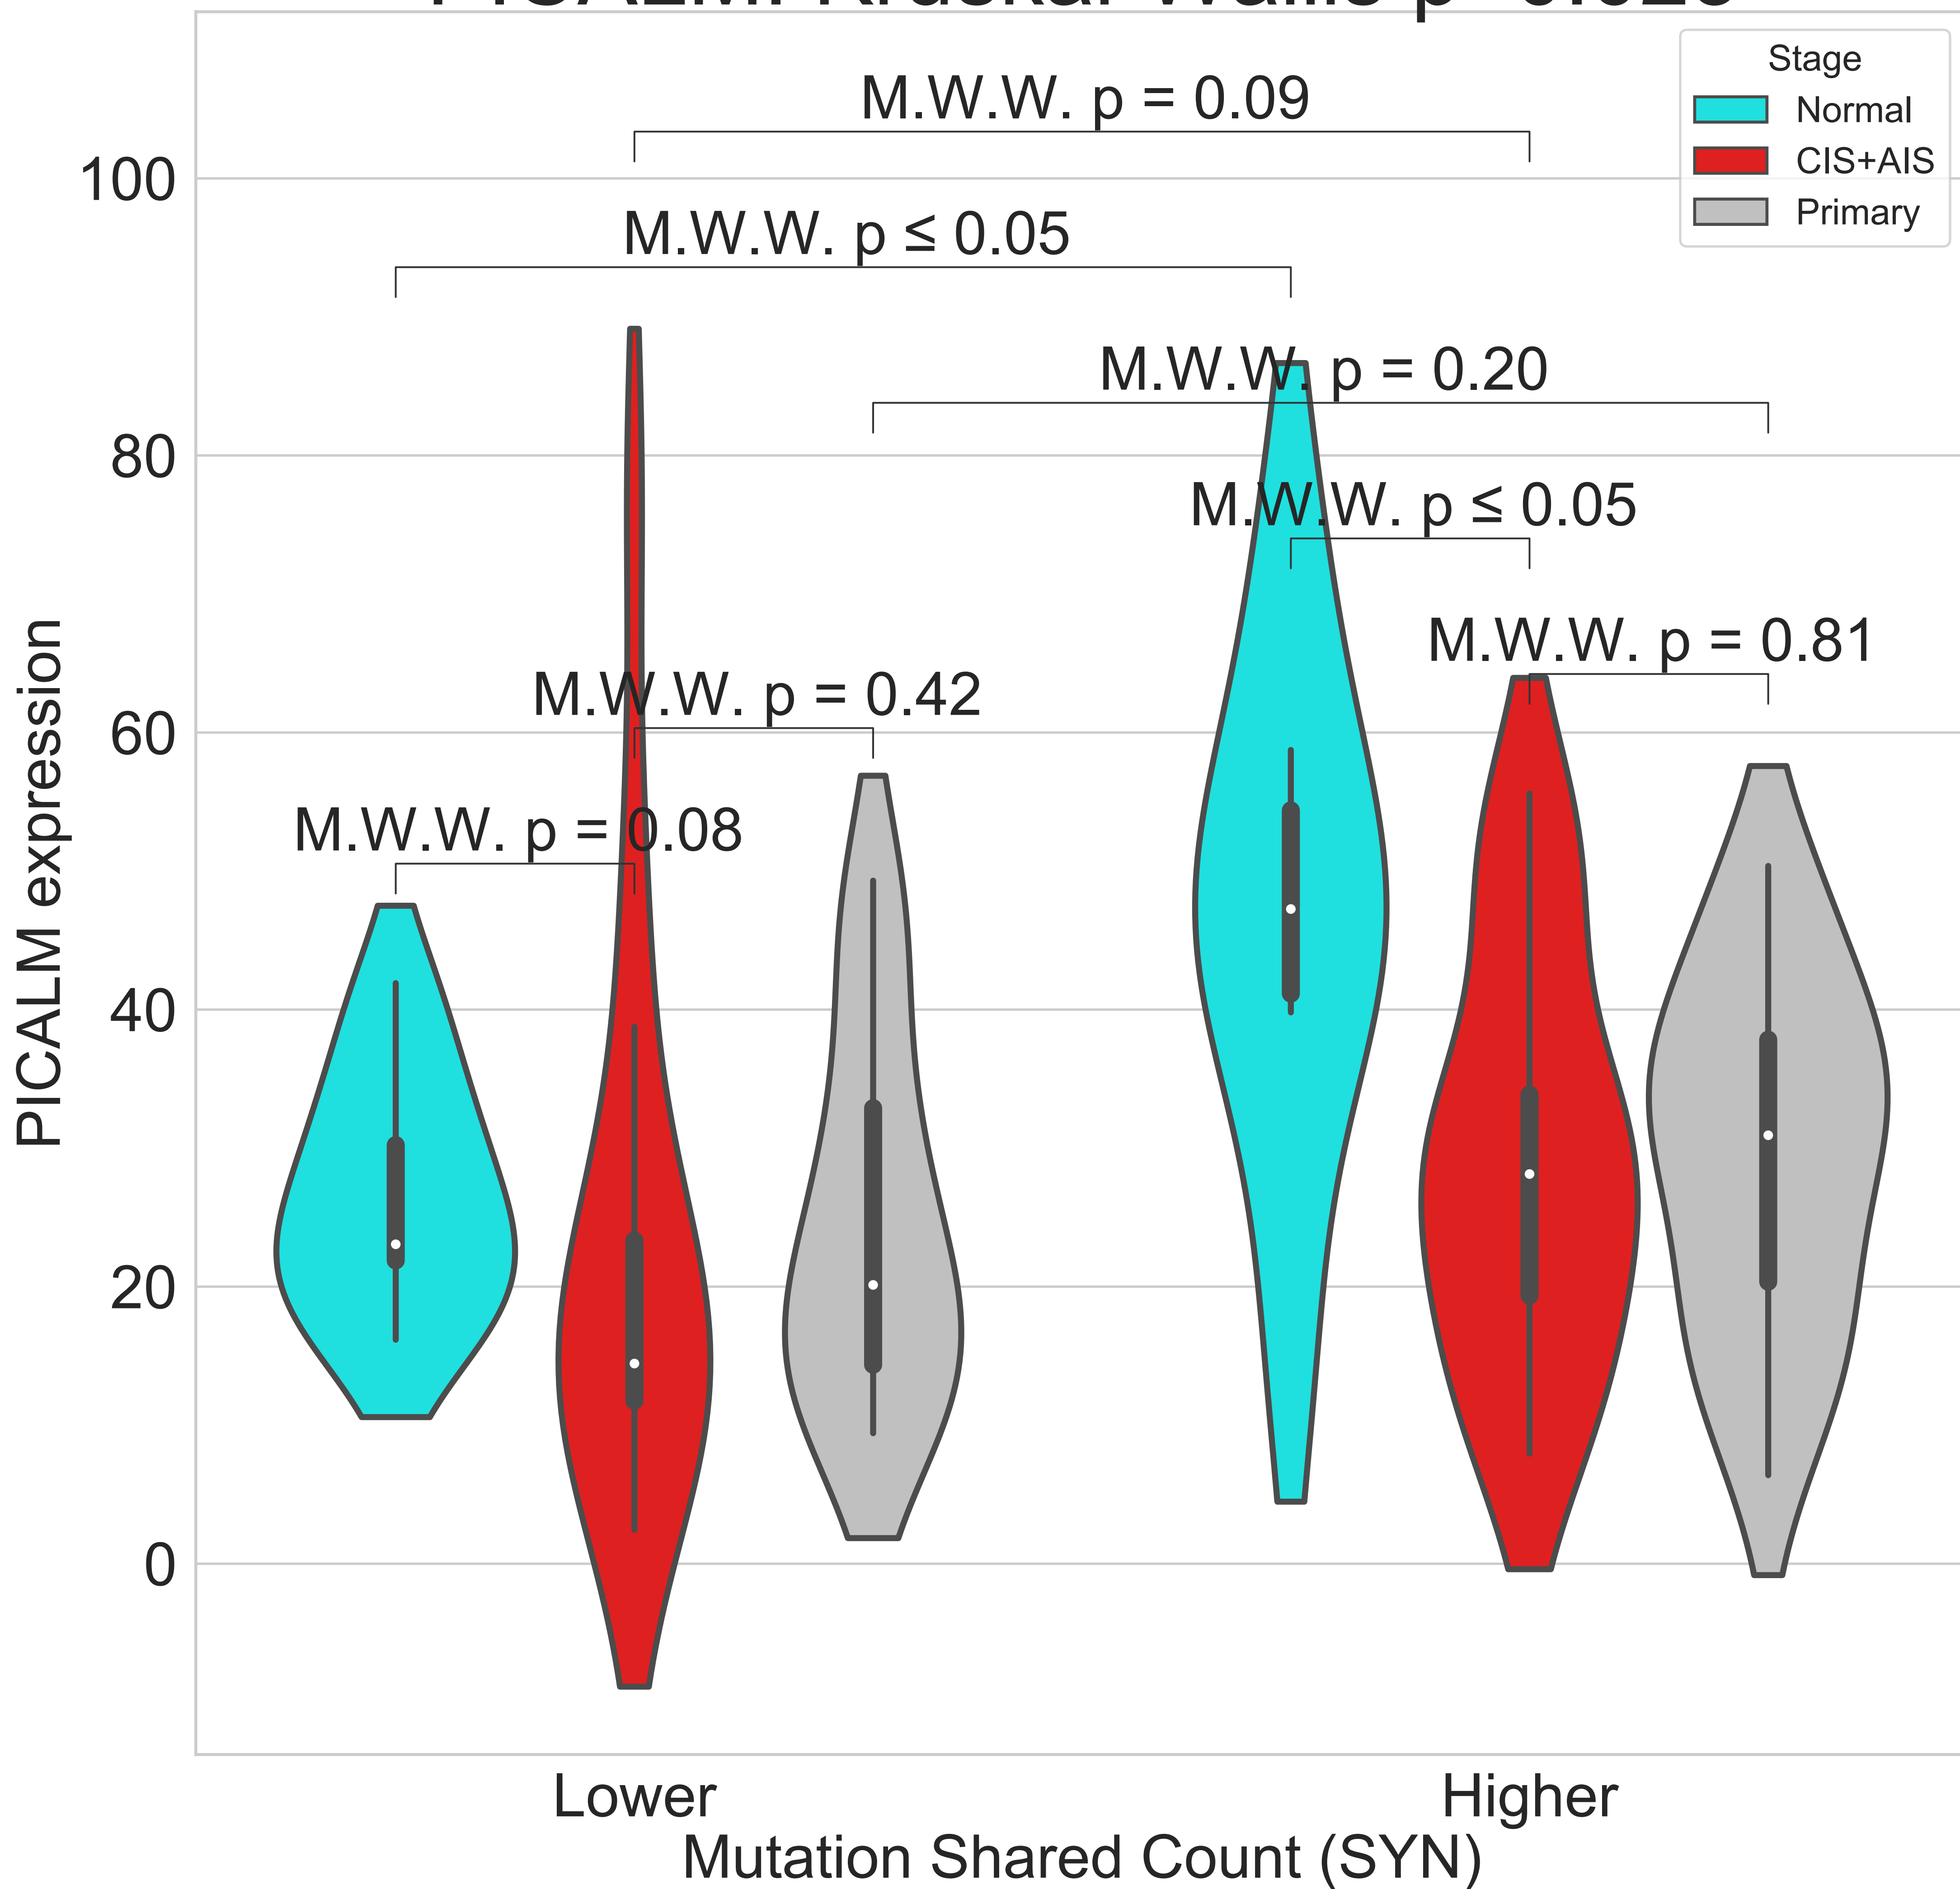 M.W.W. p = 0.09
M.W.W. p ≤ 0.05
M.W.W. p = 0.20
M.W.W. p ≤ 0.05
M.W.W. p = 0.81
M.W.W. p = 0.42
M.W.W. p = 0.08
Stage
Normal
CIS+AIS
Primary
100
80
60
40
20
0
PICALM expression
Lower
Higher
Mutation Shared Count (SYN)